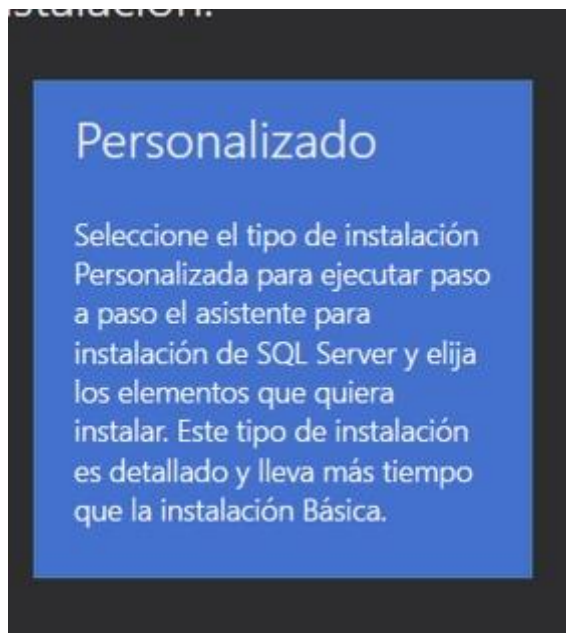 instalación.
Personalizado
Seleccione el tipo de instalación
Personalizada para ejecutar paso
a paso el asistente para
instalación de SQL Server y elija
los elementos que quiera
instalar. Este tipo de instalación
es detallado y lleva más tiempo
que la instalación Básica.